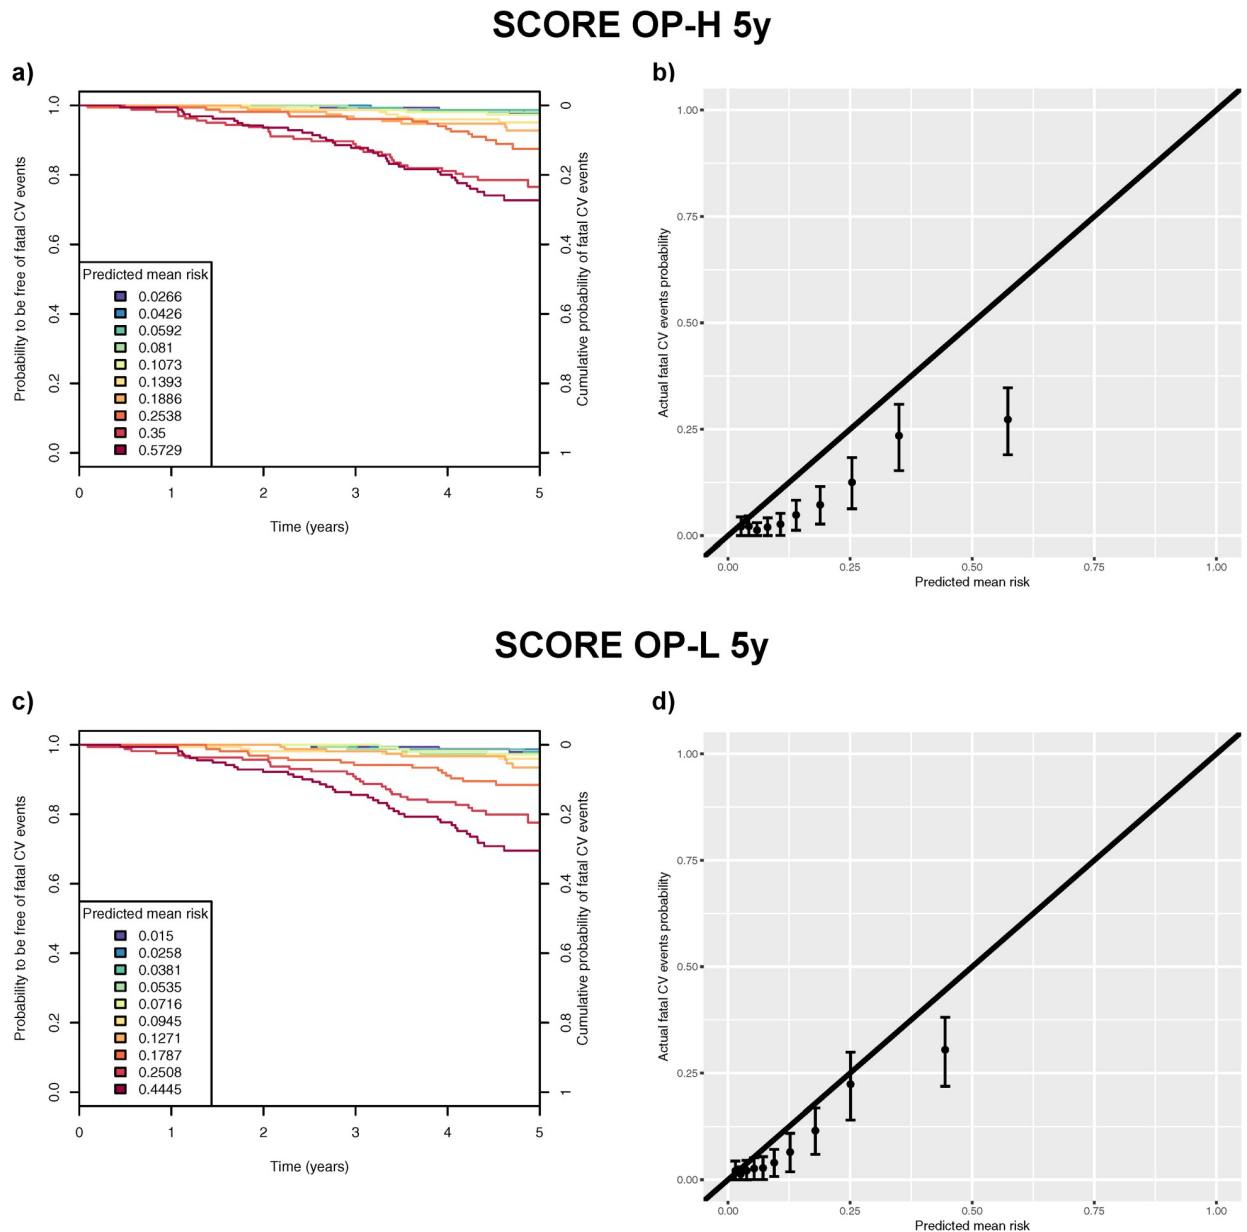 SCORE OP-H 5y
a)
Probability to be free of fatal CV events
1.0
0.8
0.6
0.4
0.2
0.0
Predicted mean risk
0.0266
0.0426
0.0592
0.081
0.1073
0.1393
0.1886
0.2538
0.35
0.5729
0 1 2 3 4 5
Time (years)
0
0.2
0.4
0.6
0.8
1
Cumulative probability of fatal CV events
b)
Actual fatal CV events probability
1.00
0.75
0.50
0.25
0.00
0.00 0.25 0.50 0.75 1.00
Predicted mean risk
SCORE OP-L 5y
c)
Probability to be free of fatal CV events
1.0
0.8
0.6
0.4
0.2
0.0
Predicted mean risk
0.015
0.0258
0.0381
0.0535
0.0716
0.0945
0.1271
0.1787
0.2508
0.4445
0 1 2 3 4 5
Time (years)
0
0.2
0.4
0.6
0.8
1
Cumulative probability of fatal CV events
d)
Actual fatal CV events probability
1.00
0.75
0.50
0.25
0.00
0.00 0.25 0.50 0.75 1.00
Predicted mean risk